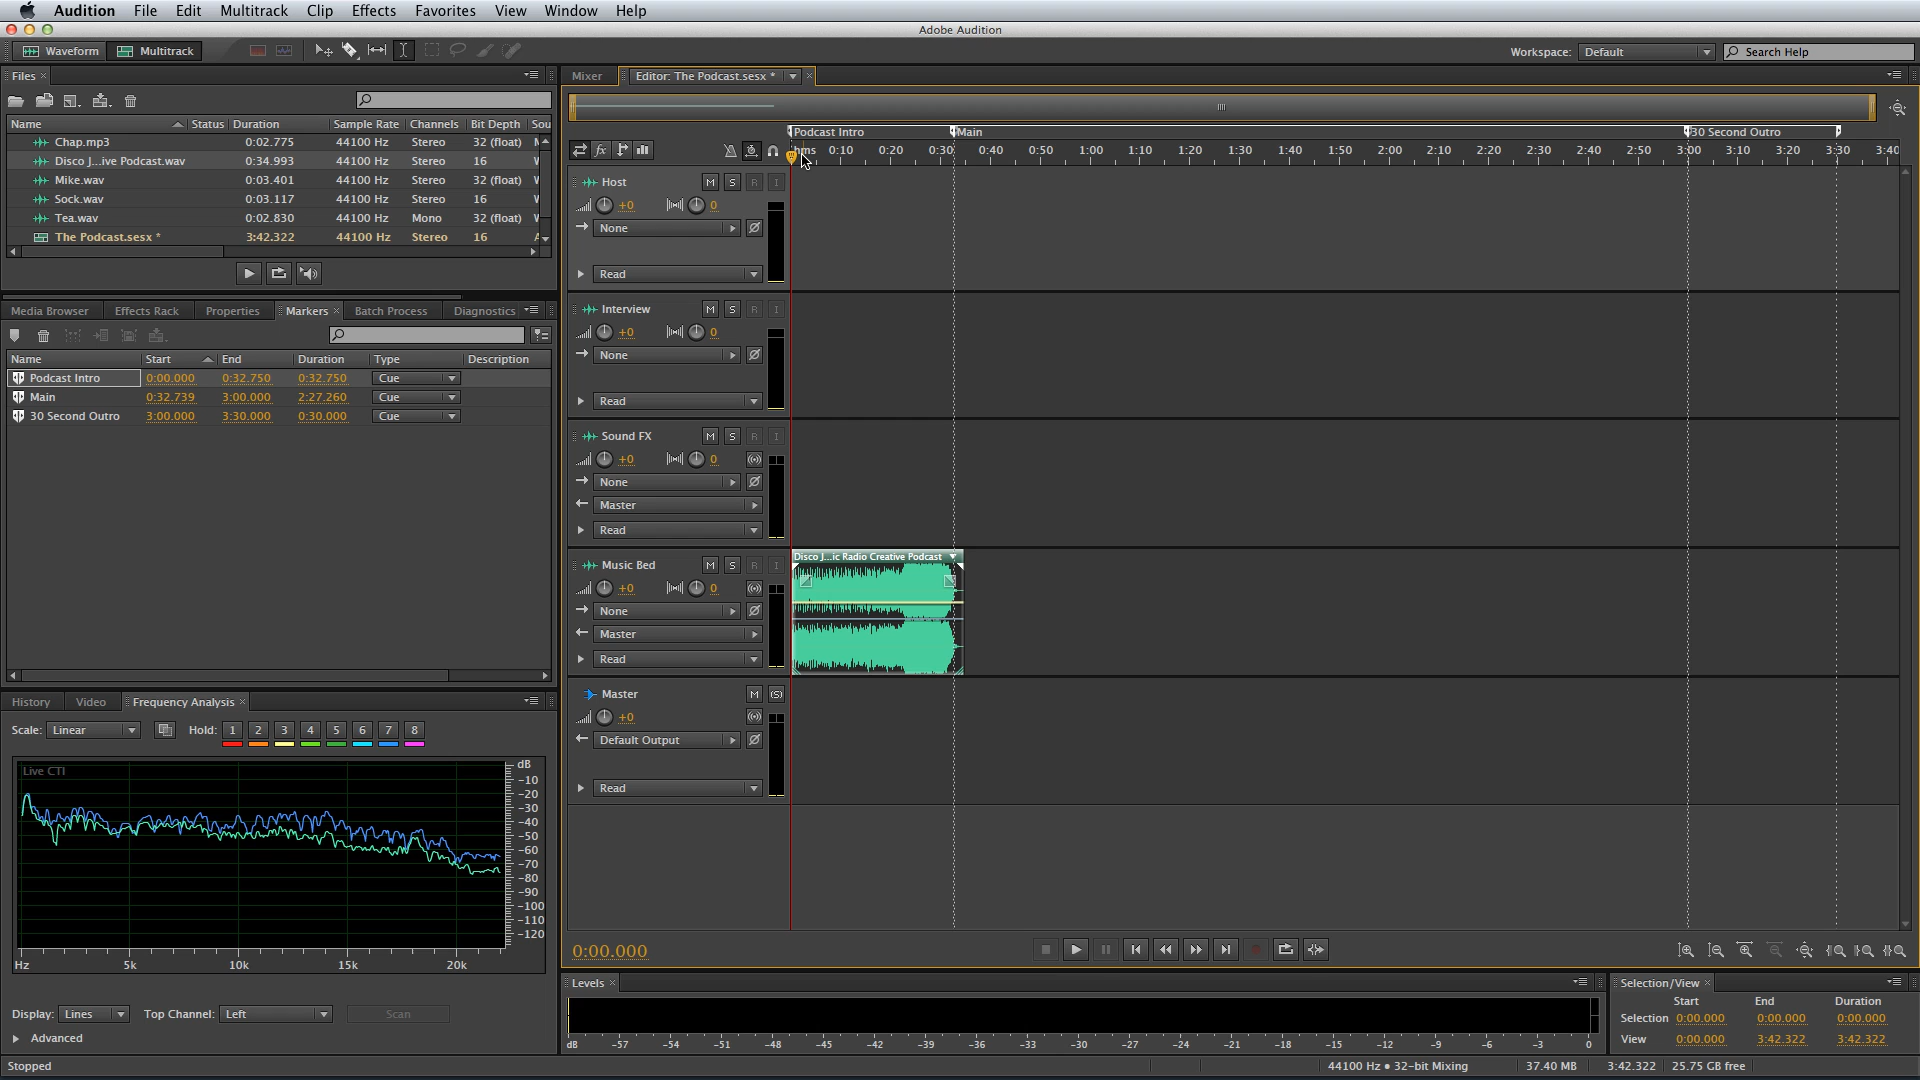 Audition File Edit Multitrack Clip Effects Favorites View Window Help
Adobe Audition
Waveform Multitrack Workspace: Default Search Help
Files
Name Status Duration Sample Rate Channels Bit Depth Sou
Chap.mp3 0:02.775 44100 Hz Stereo 32 (float)
Disco J...ive Podcast.wav 0:34.993 44100 Hz Stereo 16
Mike.wav 0:03.401 44100 Hz Stereo 32 (float)
Sock.wav 0:03.117 44100 Hz Stereo 16
Tea.wav 0:02.830 44100 Hz Mono 32 (float)
The Podcast.sesx * 3:42.322 44100 Hz Stereo 16
Media Browser Effects Rack Properties Markers Batch Process Diagnostics
Name Start End Duration Type Description
Podcast Intro 0:00.000 0:32.750 0:32.750 Cue
Main 0:32.739 3:00.000 2:27.260 Cue
30 Second Outro 3:00.000 3:30.000 0:30.000 Cue
History Video Frequency Analysis
Scale: Linear Hold: 1 2 3 4 5 6 7 8
Live CTI
dB
-10
-20
-30
-40
-50
-60
-70
-80
-90
-100
-110
-120
Hz 5k 10k 15k 20k
Display: Lines Top Channel: Left Scan
Advanced
Mixer Editor: The Podcast.sesx *
Podcast Intro Main 30 Second Outro
fx hms 0:10 0:20 0:30 0:40 0:50 1:00 1:10 1:20 1:30 1:40 1:50 2:00 2:10 2:20 2:30 2:40 2:50 3:00 3:10 3:20 3:30 3:40
Host M S R I
+0 0
None
Read
Interview M S R I
+0 0
None
Read
Sound FX M S R I
+0 0
None
Master
Read
Music Bed M S R I
+0 0
None
Master
Read
Disco J...ic Radio Creative Podcast
Master M (S)
+0
Default Output
Read
0:00.000
Levels
dB -57 -54 -51 -48 -45 -42 -39 -36 -33 -30 -27 -24 -21 -18 -15 -12 -9 -6 -3 0
Selection/View
Start End Duration
Selection 0:00.000 0:00.000 0:00.000
View 0:00.000 3:42.322 3:42.322
Stopped 44100 Hz • 32-bit Mixing 37.40 MB 3:42.322 25.75 GB free